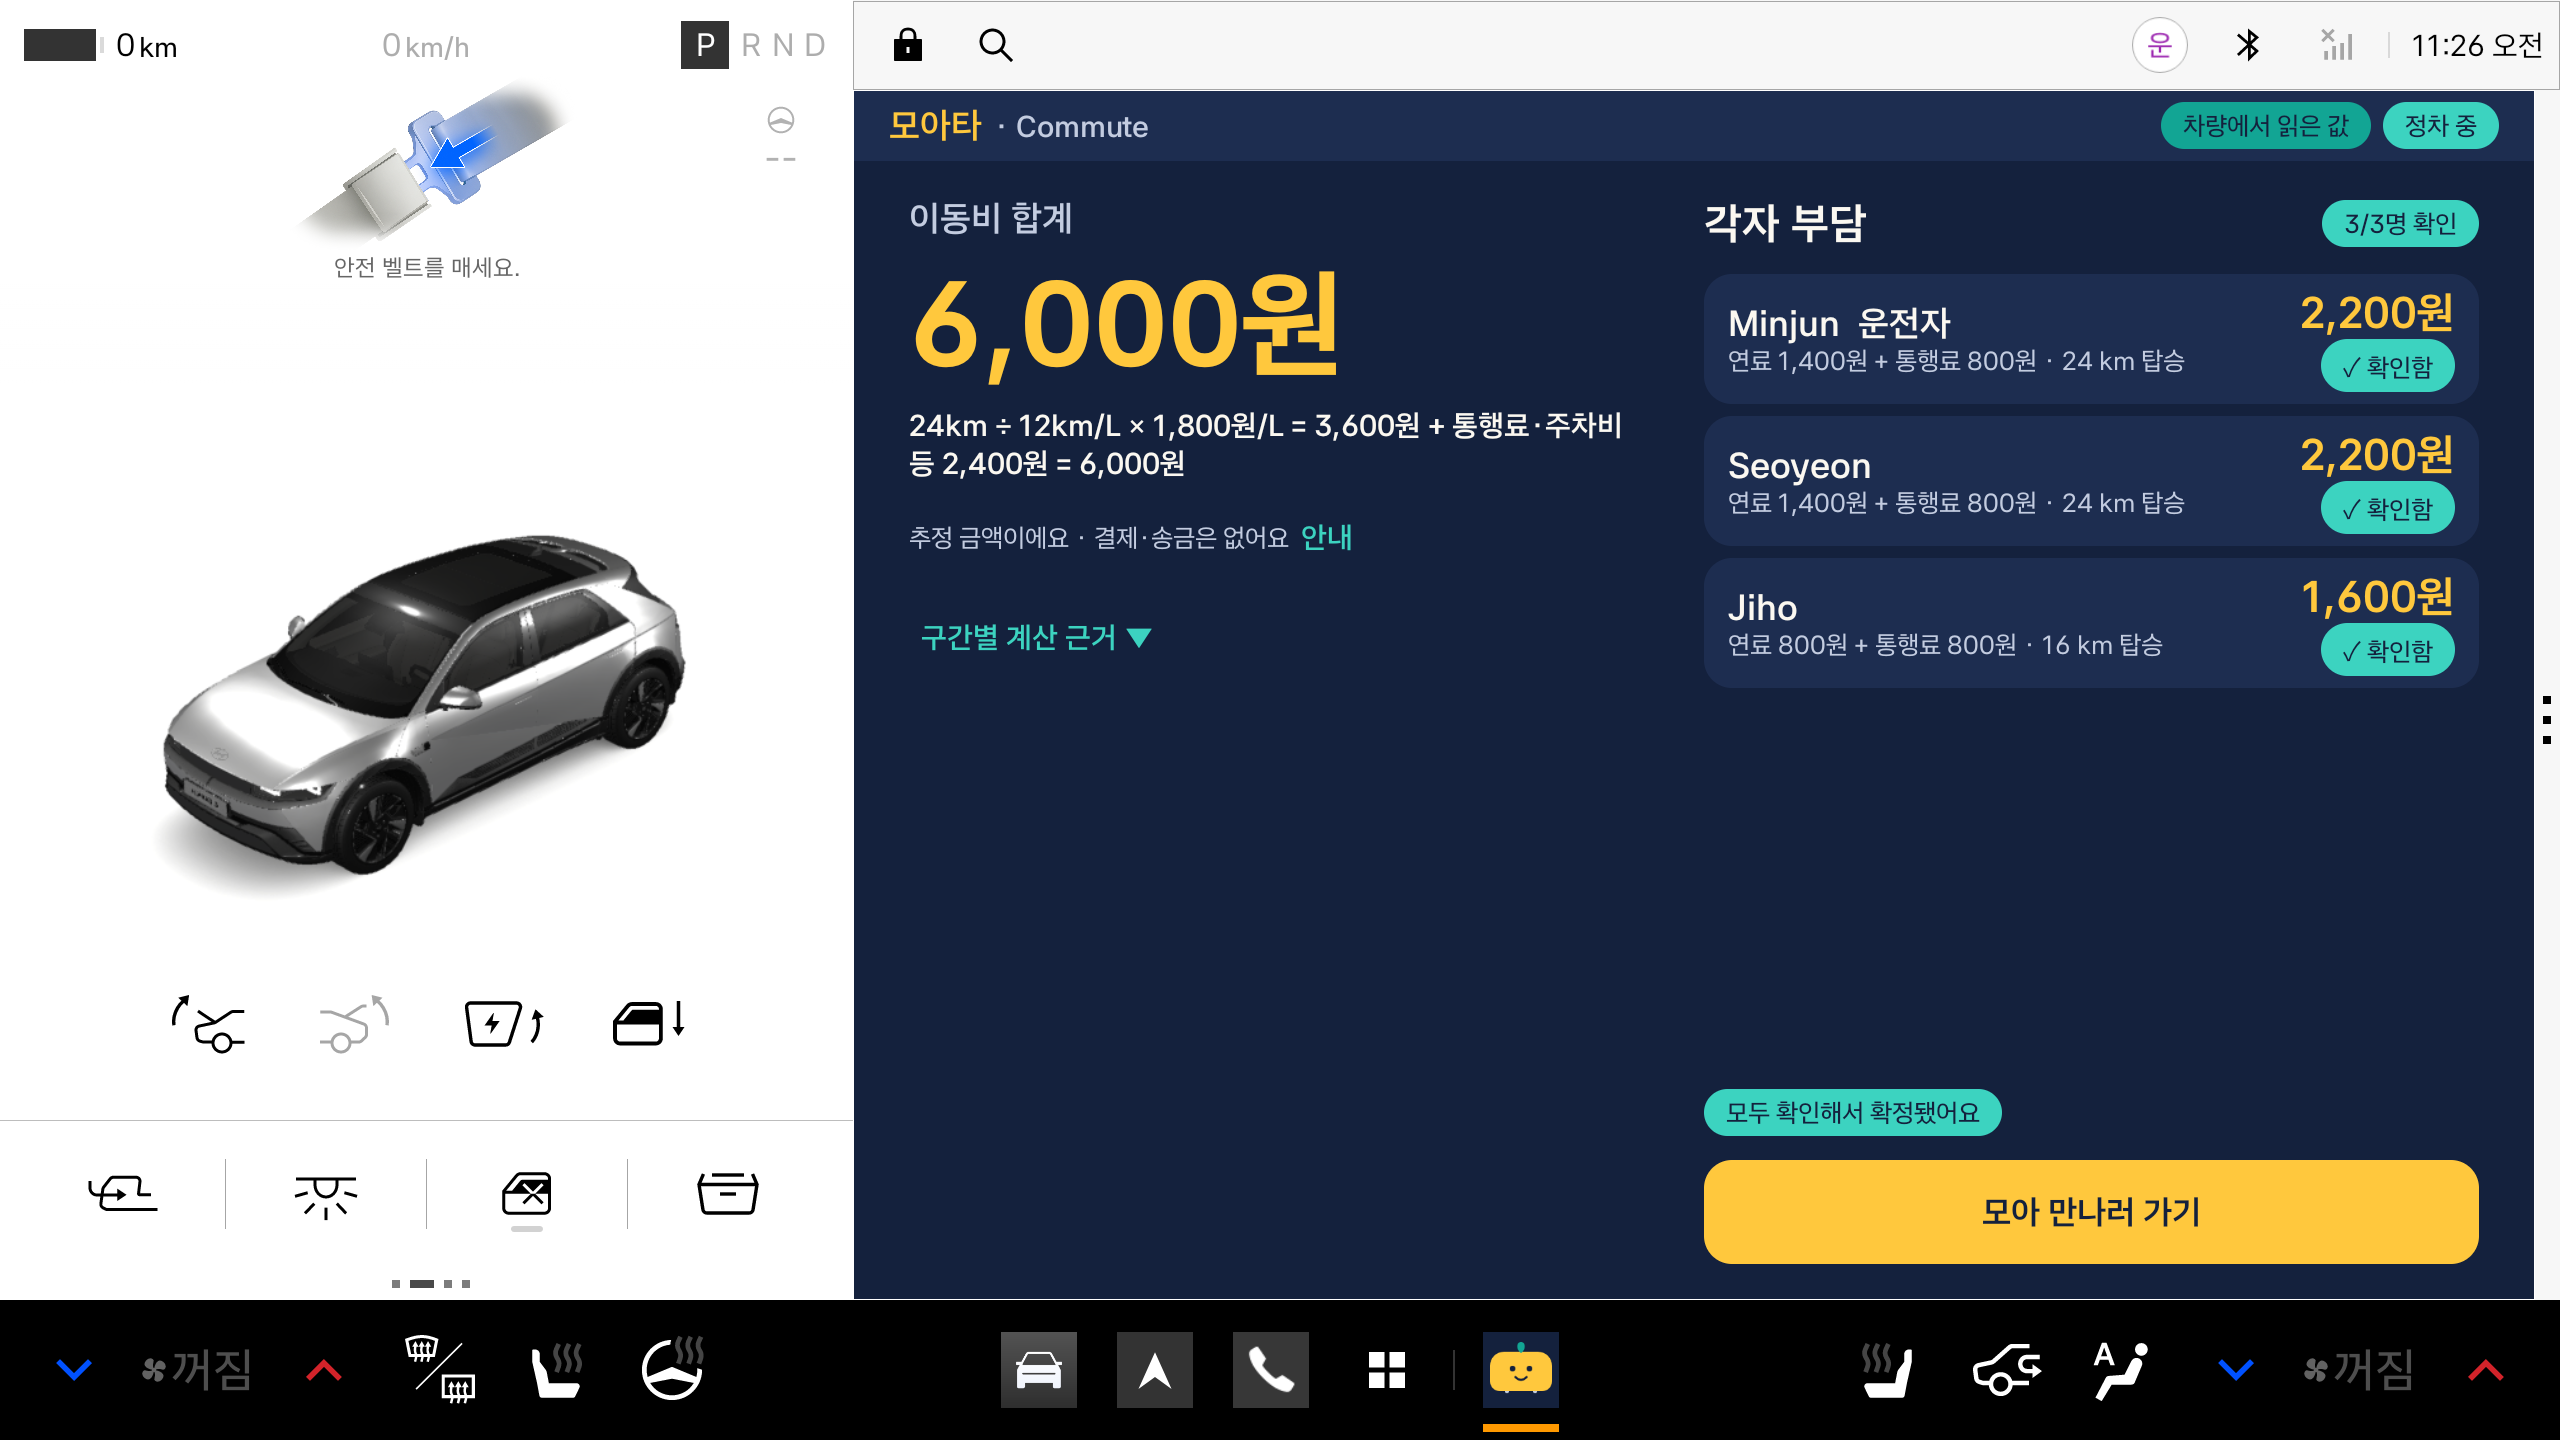 0 km
0 km/h
P R N D
안전 벨트를 매세요.
운
11:26 오전
모아타 · Commute
차량에서 읽은 값
정차 중
이동비 합계
6,000원
24km ÷ 12km/L × 1,800원/L = 3,600원 + 통행료·주차비
등 2,400원 = 6,000원
추정 금액이에요 · 결제·송금은 없어요 안내
구간별 계산 근거 ▼
각자 부담
3/3명 확인
Minjun 운전자
2,200원
연료 1,400원 + 통행료 800원 · 24 km 탑승
✓ 확인함
Seoyeon
2,200원
연료 1,400원 + 통행료 800원 · 24 km 탑승
✓ 확인함
Jiho
1,600원
연료 800원 + 통행료 800원 · 16 km 탑승
✓ 확인함
모두 확인해서 확정됐어요
모아 만나러 가기
꺼짐
A
꺼짐